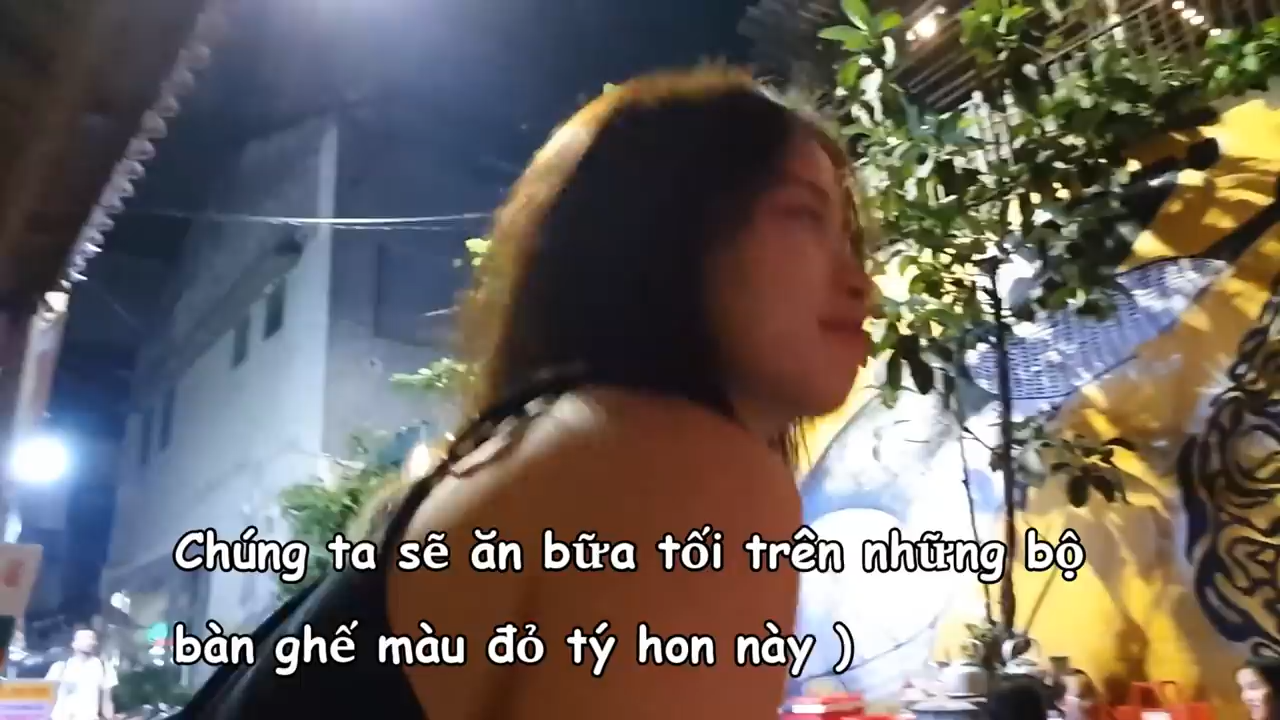 Chúng ta sẽ ăn bữa tối trên những bộ
bàn ghế màu đỏ tý hon này )